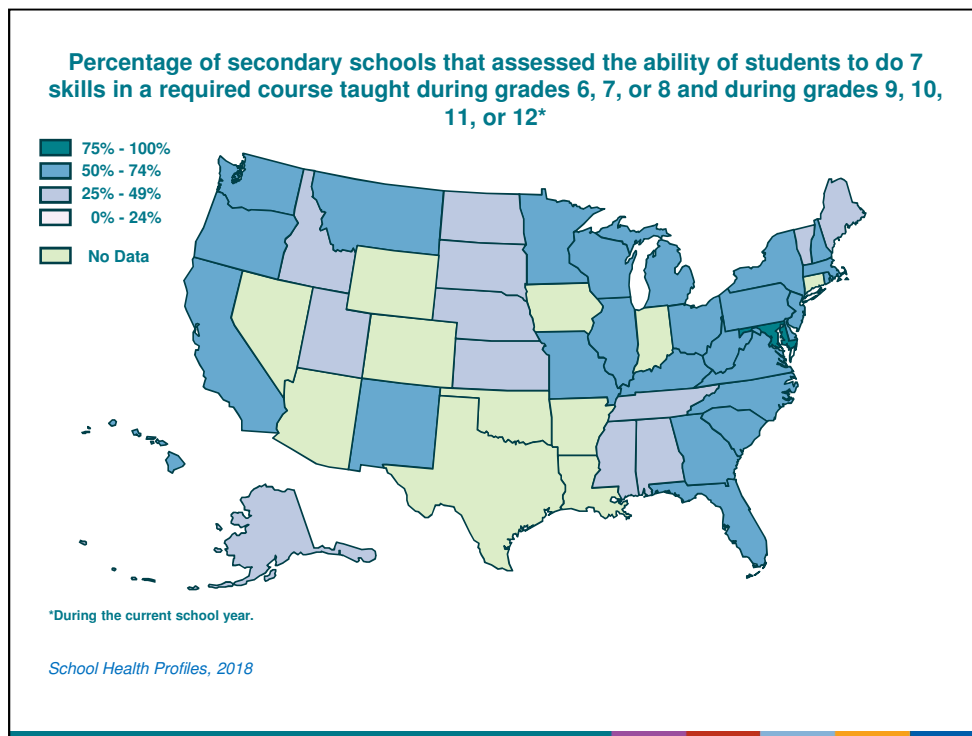 Percentage of secondary schools that assessed the ability of students to do 7
skills in a required course taught during grades 6, 7, or 8 and during grades 9, 10,
11, or 12*
75% - 100%
50% - 74%
25% - 49%
0% - 24%
No Data
*During the current school year.
School Health Profiles, 2018